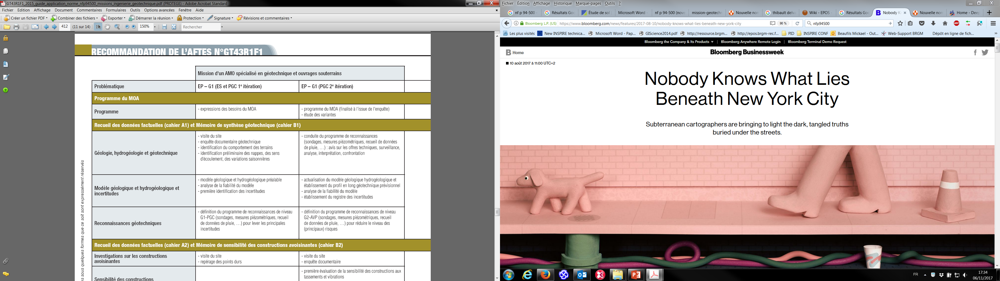 GT43R1F1_2015_guide_application_norme_nfp94500_missions_ingenierie_geotechnique.pdf (PROTEGE) - Adobe Acrobat Standard
Fichier Edition Affichage Document Commentaires Formulaires Outils Options avancées Fenêtre Aide
Créer un fichier PDF Combiner des fichiers Exporter Démarrer la réunion Protection Signature Révisions et commentaires
412 (11 sur 14) 150% Rechercher
RECOMMANDATION DE L'AFTES N°GT43R1F1
Mission d'un AMO spécialisé en géotechnique et ouvrages souterrains
Problématique EP – G1 (ES et PGC 1e itération) EP – G1 (PGC 2e itération)
Programme du MOA
Programme
- expressions des besoins du MOA
- programme du MOA (finalisé à l'issue de l'enquête)
- étude des variantes
Recueil des données factuelles (cahier A1) et Mémoire de synthèse géotechnique (cahier B1)
Géologie, hydrogéologie et géotechnique
- visite du site
- enquête documentaire géotechnique
- identification du comportement des terrains
- identification préliminaire des nappes, des sens
d'écoulement, des variations saisonnières
- conduite du programme de reconnaissances
(sondages, mesures piézométriques, recueil de données
de pluie, …) : avis sur les offres techniques, surveillance,
analyse, interprétation, confrontation
Modèle géologique et hydrogéologique et
incertitudes
- modèle géologique et hydrogéologique préalable
- analyse de la fiabilité du modèle
- première identification des incertitudes
- actualisation du modèle géologique hydrogéologique et
établissement du profil en long géotechnique prévisionnel
- analyse de la fiabilité du modèle
- établissement du registre des incertitudes
Reconnaissances géotechniques
- définition du programme de reconnaissances de niveau
G1-PGC (sondages, mesures piézométriques, recueil
de données de pluie, …) pour lever les principales
incertitudes
- définition du programme de reconnaissances de niveau
G2-AVP (sondages, mesures piézométriques, recueil
de données de pluie, …) pour réduire le niveau des
(principaux) risques
Recueil des données factuelles (cahier A2) et Mémoire de sensibilité des constructions avoisinantes (cahier B2)
Investigations sur les constructions
avoisinantes
- visite du site
- repérage des points durs
- visite du site
- enquête documentaire
Sensibilité des constructions
- première évaluation de la sensibilité des constructions aux
tassements et vibrations
es sous quelques formes que ce soit sont expressément réservés
Fichier Édition Affichage Historique Marque-pages Outils ?
nf p 94-500 - Résultats Goo Étude de sol Microsoft Word - nf p 94-500 (nove mission-geotechn Nouvelle nor thibault delva Wiki - EPOS - Résultats Goo Nobody K Nouvelle nor Home - Deep
Bloomberg L.P. (US) https://www.bloomberg.com/news/features/2017-08-10/nobody-knows-what-lies-beneath-new-york-city 90 % nfp94500
Les plus visités New INSPIRE technica... Microsoft Word - Pap... GIScience2014.pdf http://ressource.brgm... http://epos.brgm-rec.f... PID INSPIRE CONF Beaufils Mickael - Out... Web-Support BRGM Dépôt en ligne de fich...
Bloomberg the Company & Its Products Bloomberg Anywhere Remote Login Bloomberg Terminal Demo Request
B Home Bloomberg Businessweek
10 août 2017 à 11:00 UTC+2
Nobody Knows What Lies
Beneath New York City
Subterranean cartographers are bringing to light the dark, tangled truths
buried under the streets.
FR 17:34
06/11/2017